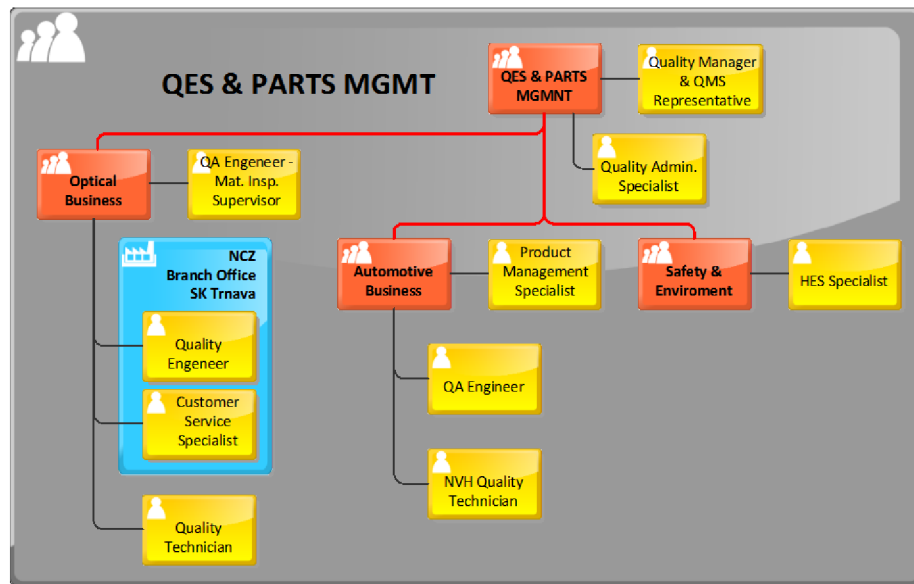 QES & PARTS MGMT
QES & PARTS
MGMNT
Quality Manager
& QMS
Representative
Quality Admin.
Specialist
Optical
Business
QA Engeneer -
Mat. Insp.
Supervisor
NCZ
Branch Office
SK Trnava
Quality
Engeneer
Customer
Service
Specialist
Quality
Technician
Automotive
Business
Product
Management
Specialist
QA Engineer
NVH Quality
Technician
Safety &
Enviroment
HES Specialist